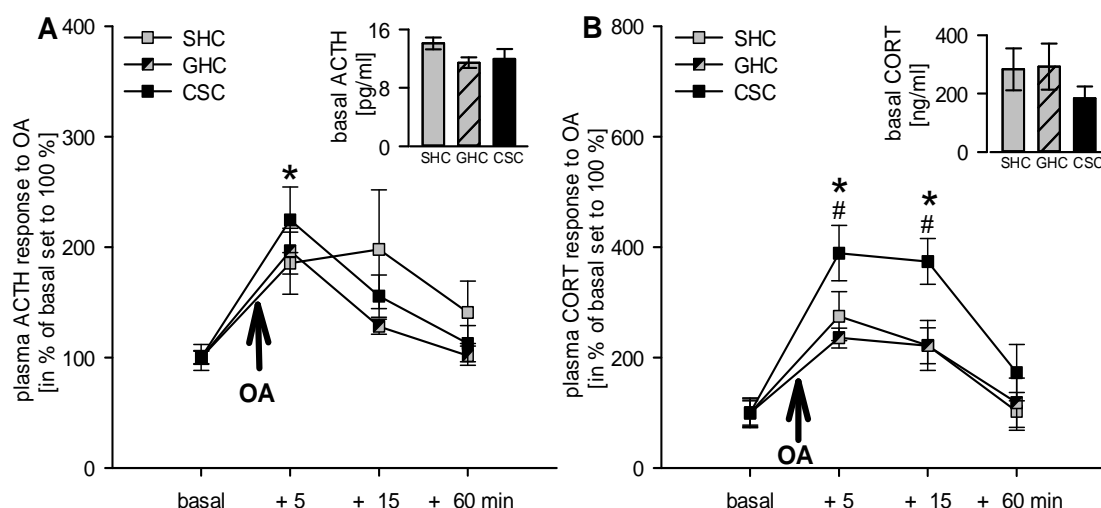 A
SHC
GHC
CSC
plasma ACTH response to OA
[in % of basal set to 100 %]
400
300
200
100
0
basal ACTH
[pg/ml]
16
12
8
4
0
SHC GHC CSC
*
OA
basal + 5 + 15 + 60 min
B
SHC
GHC
CSC
plasma CORT response to OA
[in % of basal set to 100 %]
800
600
400
200
0
basal CORT
[ng/ml]
400
200
0
SHC
GHC
CSC
* *
# #
OA
basal + 5 + 15 + 60 min